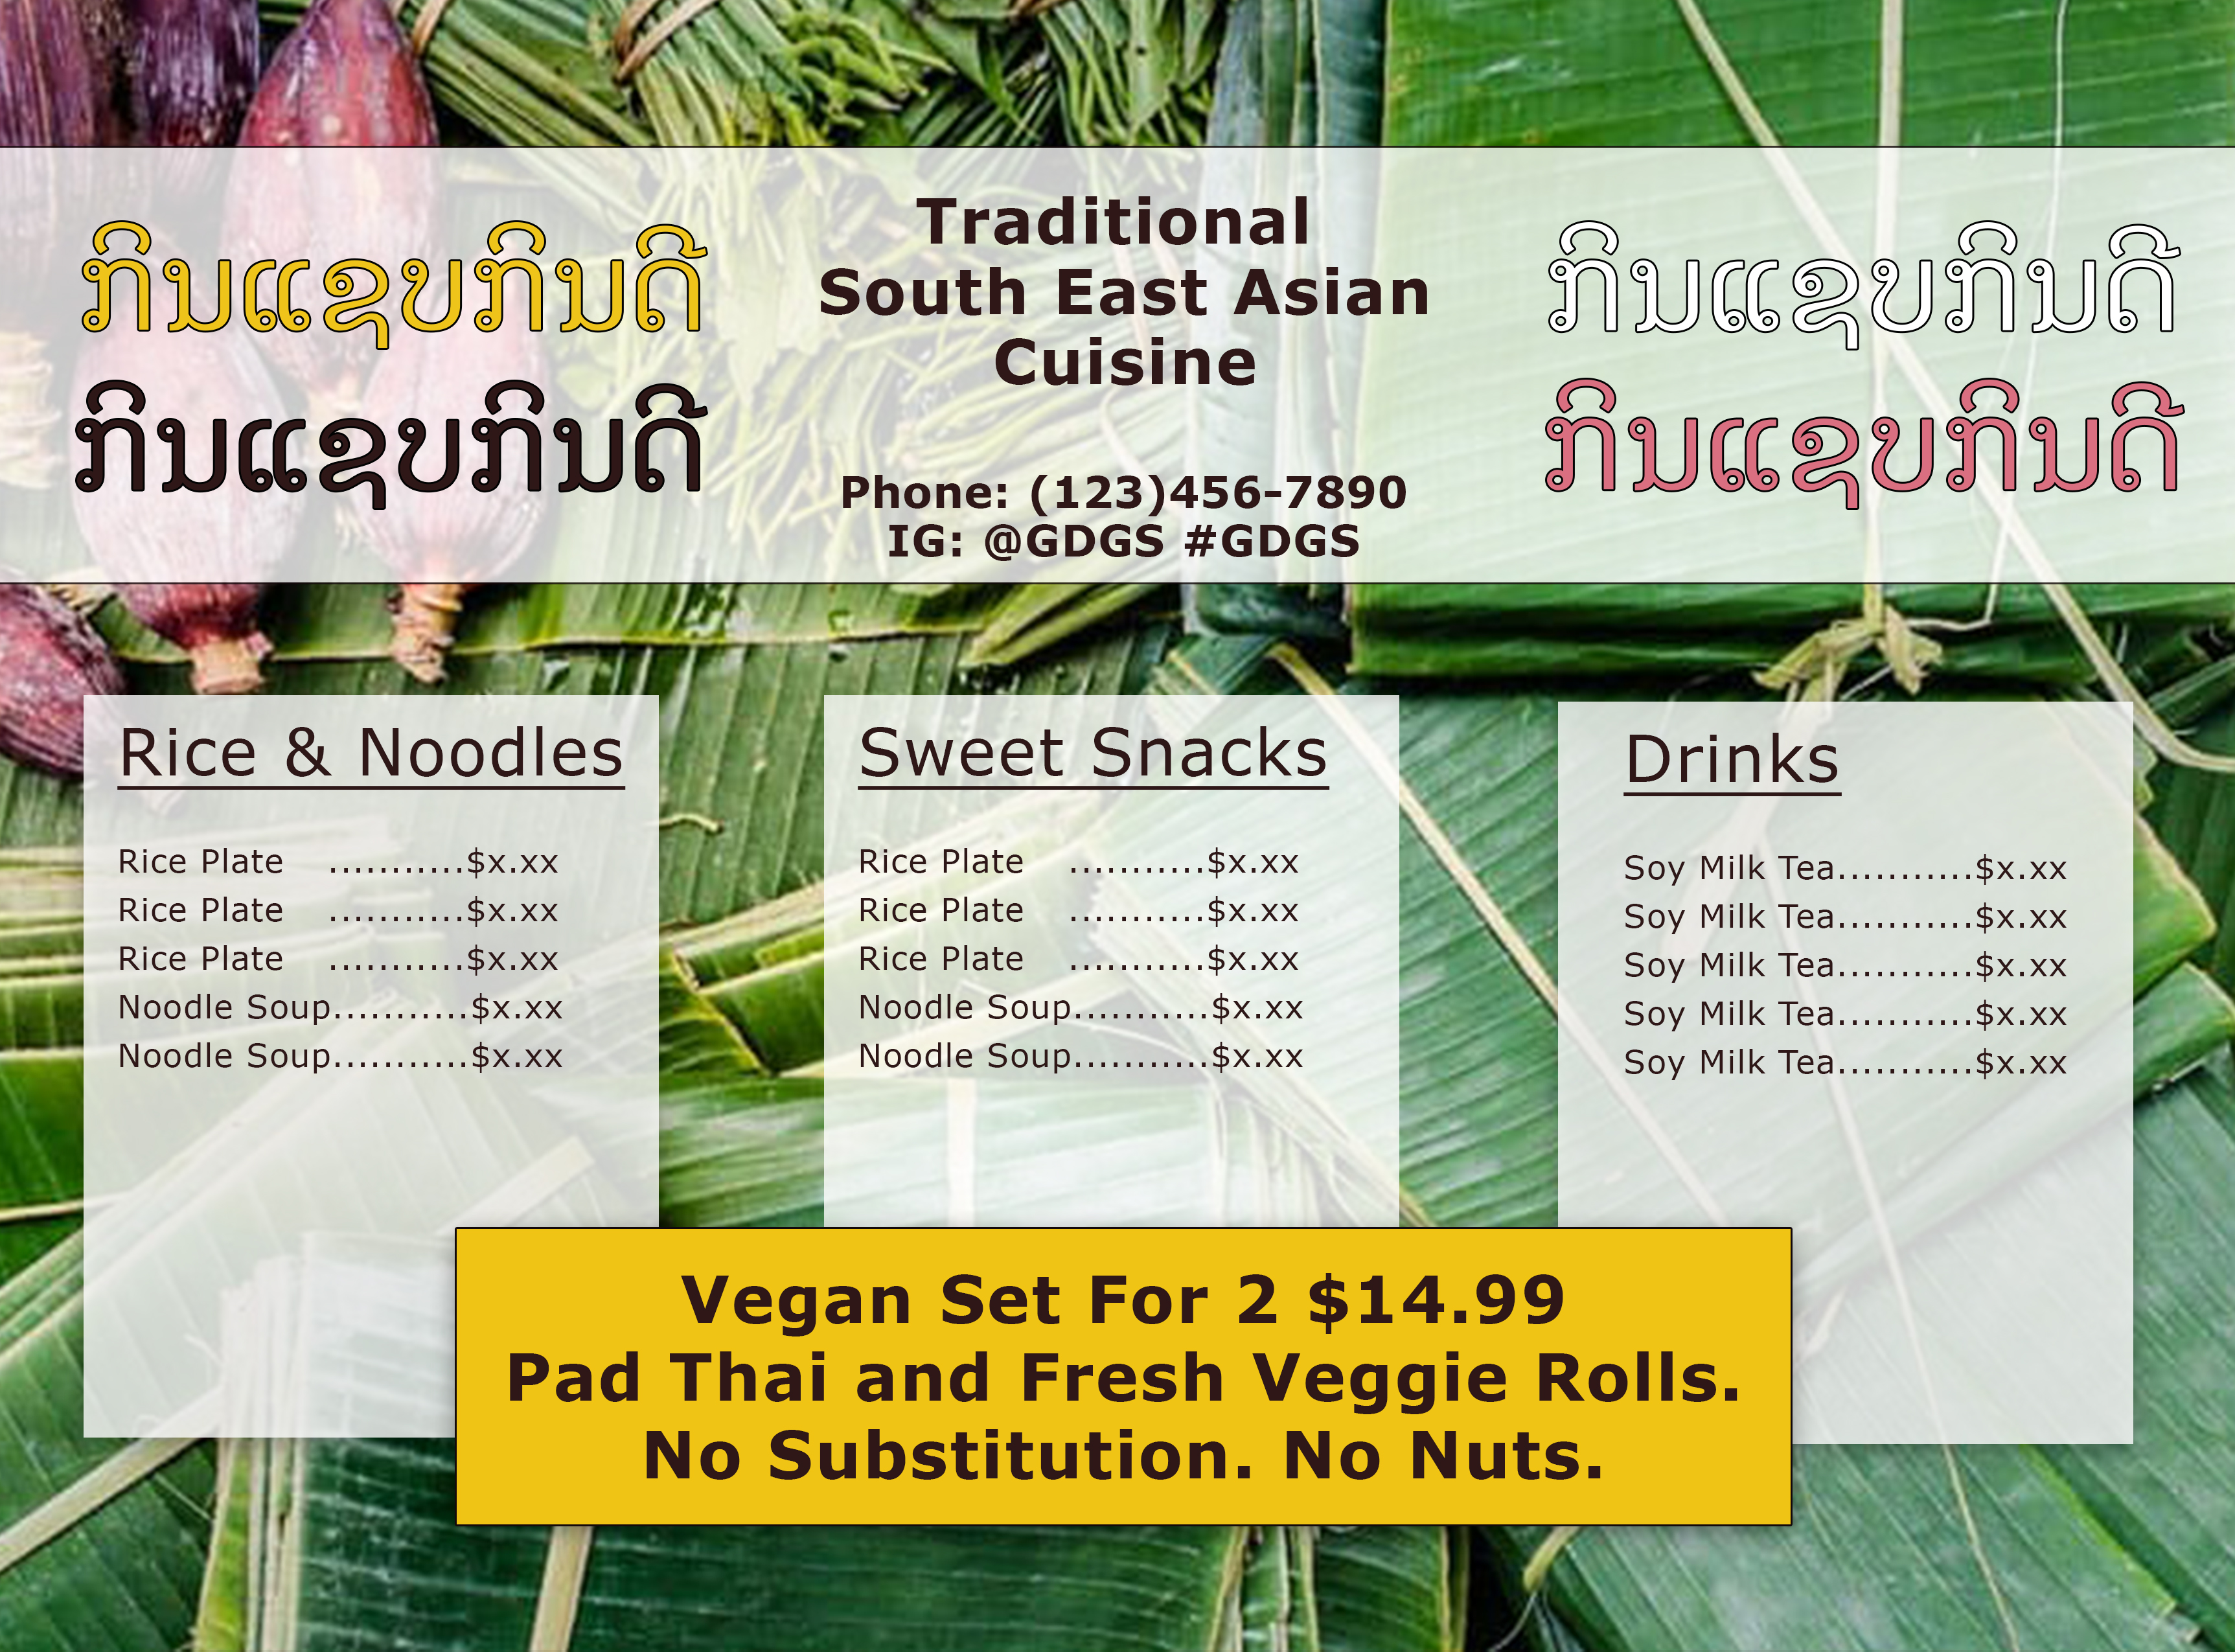 ກິນແຊບກິນດີ
ກິນແຊບກິນດີ
Traditional
South East Asian
Cuisine
Phone: (123)456-7890
IG: @GDGS #GDGS
ກິນແຊບກິນດີ
ກິນແຊບກິນດີ
Rice & Noodles
Rice Plate ...........$x.xx
Rice Plate ...........$x.xx
Rice Plate ...........$x.xx
Noodle Soup...........$x.xx
Noodle Soup...........$x.xx
Sweet Snacks
Rice Plate ...........$x.xx
Rice Plate ...........$x.xx
Rice Plate ...........$x.xx
Noodle Soup...........$x.xx
Noodle Soup...........$x.xx
Drinks
Soy Milk Tea...........$x.xx
Soy Milk Tea...........$x.xx
Soy Milk Tea...........$x.xx
Soy Milk Tea...........$x.xx
Soy Milk Tea...........$x.xx
Vegan Set For 2 $14.99
Pad Thai and Fresh Veggie Rolls.
No Substitution. No Nuts.